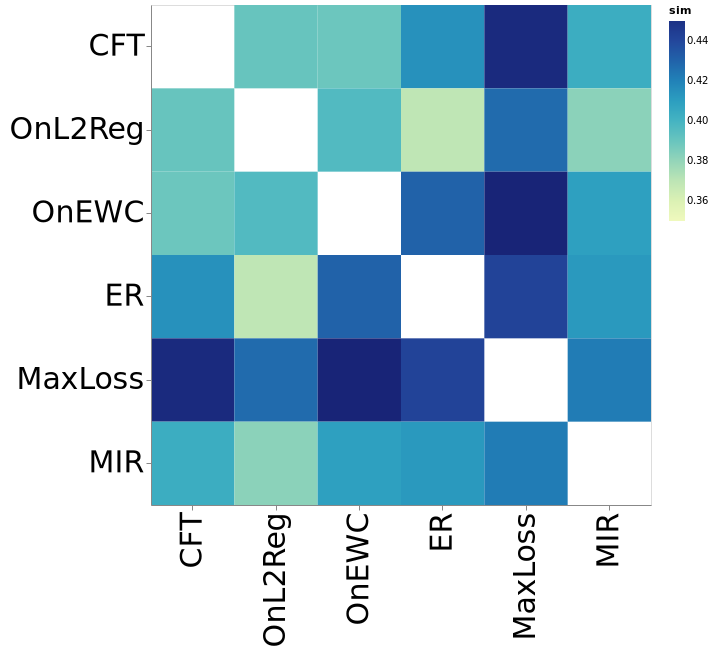 sim
0.44
0.42
0.40
0.38
0.36
CFT
OnL2Reg
OnEWC
ER
MaxLoss
MIR
CFT
OnL2Reg
OnEWC
ER
MaxLoss
MIR